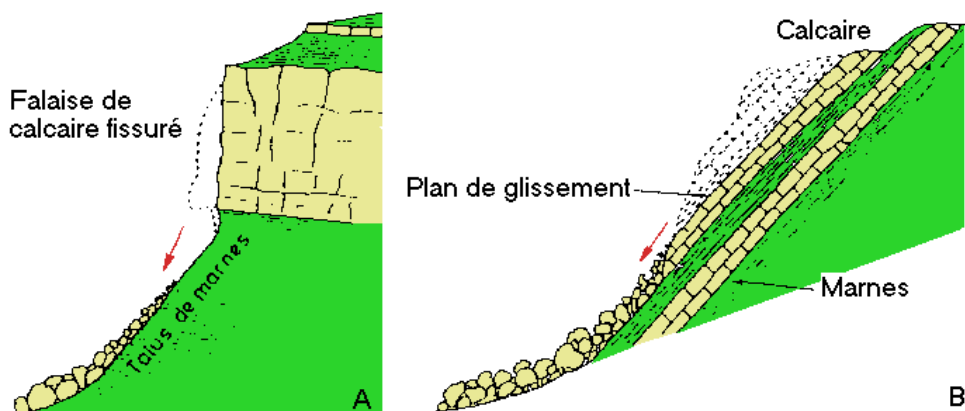 Falaise de
calcaire fissuré
Talus de marnes
A
Calcaire
Plan de glissement
Marnes
B